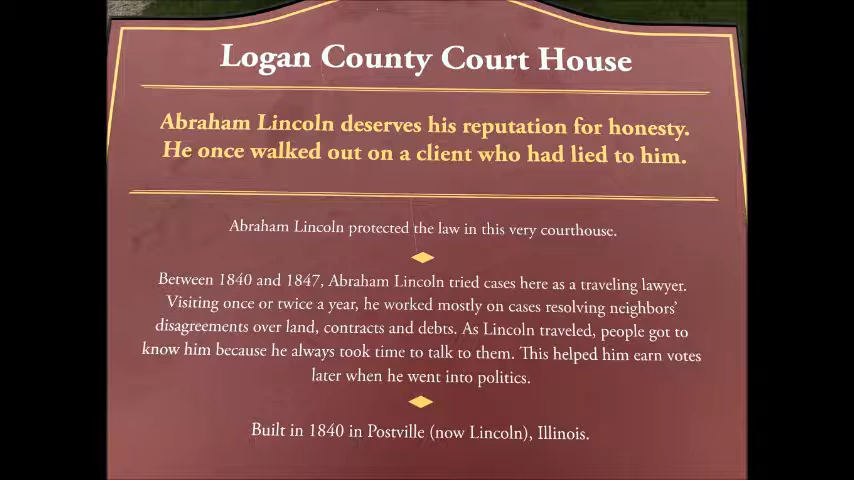 Logan County Court House
Abraham Lincoln deserves his reputation for honesty.
He once walked out on a client who had lied to him.
Abraham Lincoln protected the law in this very courthouse.
Between 1840 and 1847, Abraham Lincoln tried cases here as a traveling lawyer.
Visiting once or twice a year, he worked mostly on cases resolving neighbors’
disagreements over land, contracts and debts. As Lincoln traveled, people got to
know him because he always took time to talk to them. This helped him earn votes
later when he went into politics.
Built in 1840 in Postville (now Lincoln), Illinois.